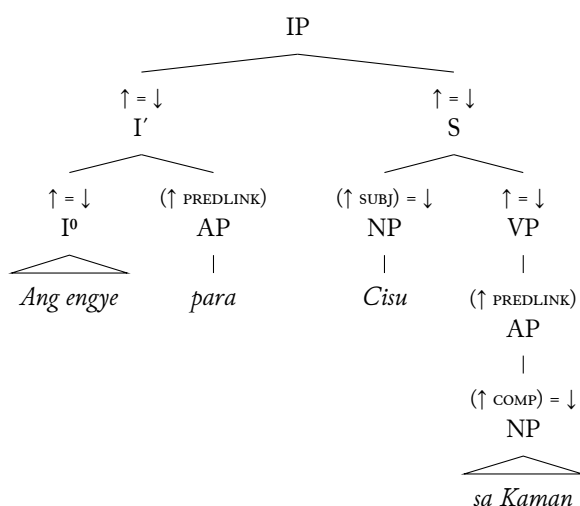 IP
↑ = ↓ ↑ = ↓
I′ S
↑ = ↓ (↑ PREDLINK) (↑ SUBJ) = ↓ ↑ = ↓
I⁰ AP NP VP
Ang engye para Cisu (↑ PREDLINK)
AP
(↑ COMP) = ↓
NP
sa Kaman